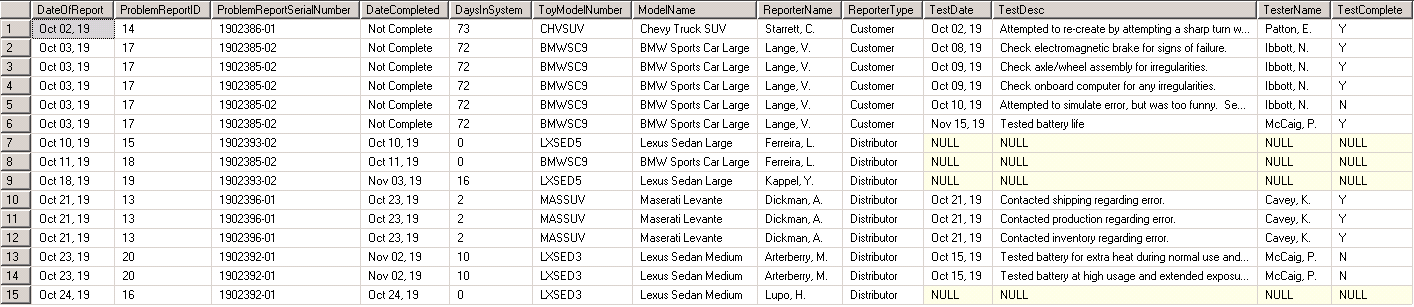 DateOfReport ProblemReportID ProblemReportSerialNumber DateCompleted DaysInSystem ToyModelNumber ModelName ReporterName ReporterType TestDate TestDesc TesterName TestComplete
1 Oct 02, 19 14 1902386-01 Not Complete 73 CHVSUV Chevy Truck SUV Starrett, C. Customer Oct 02, 19 Attempted to re-create by attempting a sharp turn w... Patton, E. Y
2 Oct 03, 19 17 1902385-02 Not Complete 72 BMWSC9 BMW Sports Car Large Lange, V. Customer Oct 08, 19 Check electromagnetic brake for signs of failure. Ibbott, N. Y
3 Oct 03, 19 17 1902385-02 Not Complete 72 BMWSC9 BMW Sports Car Large Lange, V. Customer Oct 09, 19 Check axle/wheel assembly for irregularities. Ibbott, N. Y
4 Oct 03, 19 17 1902385-02 Not Complete 72 BMWSC9 BMW Sports Car Large Lange, V. Customer Oct 09, 19 Check onboard computer for any irregularities. Ibbott, N. Y
5 Oct 03, 19 17 1902385-02 Not Complete 72 BMWSC9 BMW Sports Car Large Lange, V. Customer Oct 10, 19 Attempted to simulate error, but was too funny. Se... Ibbott, N. N
6 Oct 03, 19 17 1902385-02 Not Complete 72 BMWSC9 BMW Sports Car Large Lange, V. Customer Nov 15, 19 Tested battery life McCaig, P. Y
7 Oct 10, 19 15 1902393-02 Oct 10, 19 0 LXSED5 Lexus Sedan Large Ferreira, L. Distributor NULL NULL NULL NULL
8 Oct 11, 19 18 1902385-02 Oct 11, 19 0 BMWSC9 BMW Sports Car Large Ferreira, L. Distributor NULL NULL NULL NULL
9 Oct 18, 19 19 1902393-02 Nov 03, 19 16 LXSED5 Lexus Sedan Large Kappel, Y. Distributor NULL NULL NULL NULL
10 Oct 21, 19 13 1902396-01 Oct 23, 19 2 MASSUV Maserati Levante Dickman, A. Distributor Oct 21, 19 Contacted shipping regarding error. Cavey, K. Y
11 Oct 21, 19 13 1902396-01 Oct 23, 19 2 MASSUV Maserati Levante Dickman, A. Distributor Oct 21, 19 Contacted production regarding error. Cavey, K. Y
12 Oct 21, 19 13 1902396-01 Oct 23, 19 2 MASSUV Maserati Levante Dickman, A. Distributor Oct 21, 19 Contacted inventory regarding error. Cavey, K. Y
13 Oct 23, 19 20 1902392-01 Nov 02, 19 10 LXSED3 Lexus Sedan Medium Arterberry, M. Distributor Oct 15, 19 Tested battery for extra heat during normal use and... McCaig, P. N
14 Oct 23, 19 20 1902392-01 Nov 02, 19 10 LXSED3 Lexus Sedan Medium Arterberry, M. Distributor Oct 15, 19 Tested battery at high usage and extended exposu... McCaig, P. N
15 Oct 24, 19 16 1902392-01 Oct 24, 19 0 LXSED3 Lexus Sedan Medium Lupo, H. Distributor NULL NULL NULL NULL